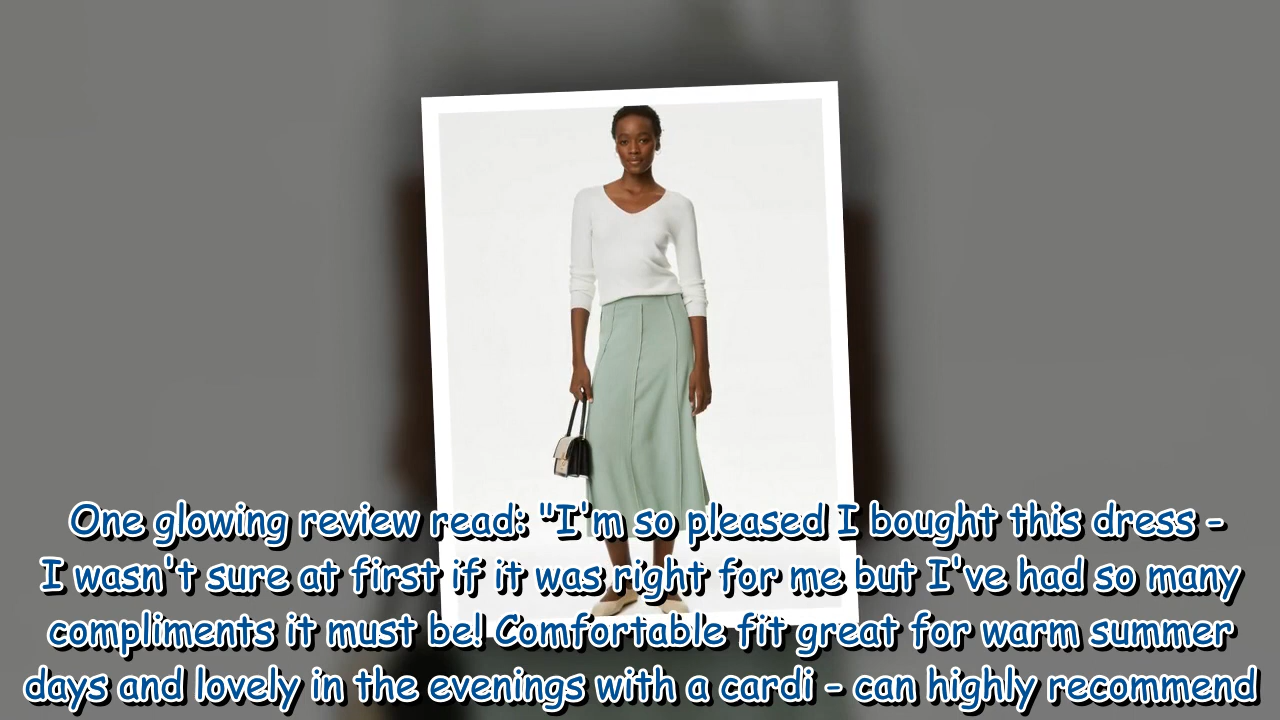 One glowing review read: "I'm so pleased I bought this dress –
I wasn't sure at first if it was right for me but I've had so many
compliments it must be! Comfortable fit great for warm summer
days and lovely in the evenings with a cardi – can highly recommend